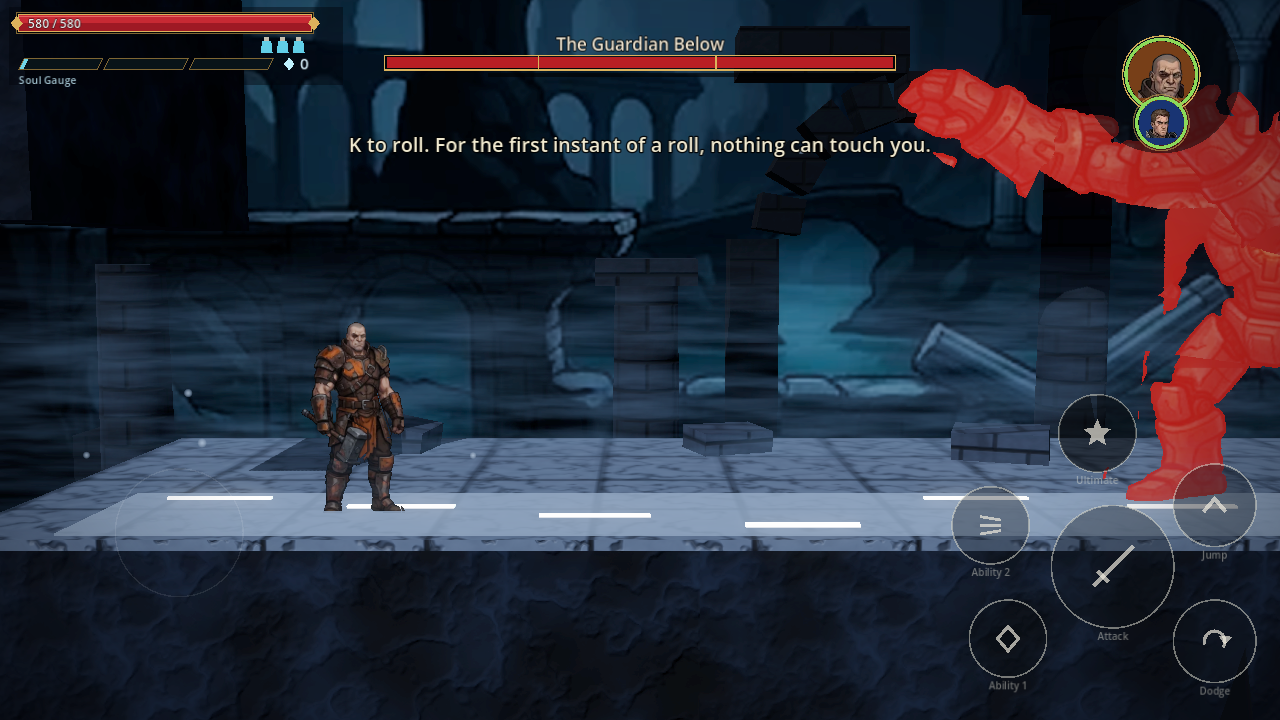 580 / 580
The Guardian Below
0
Soul Gauge
K to roll. For the first instant of a roll, nothing can touch you.
Ultimate
Jump
Ability 2
Attack
Ability 1
Dodge